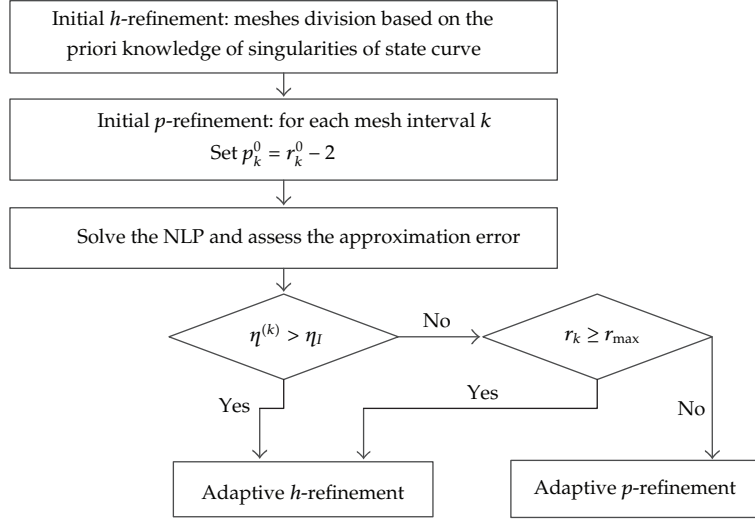 Initial h-refinement: meshes division based on the
priori knowledge of singularities of state curve
Initial p-refinement: for each mesh interval k
Set p_k^0 = r_k^0 − 2
Solve the NLP and assess the approximation error
η^(k) > η_I
No
r_k ≥ r_max
Yes
Yes
No
Adaptive h-refinement
Adaptive p-refinement